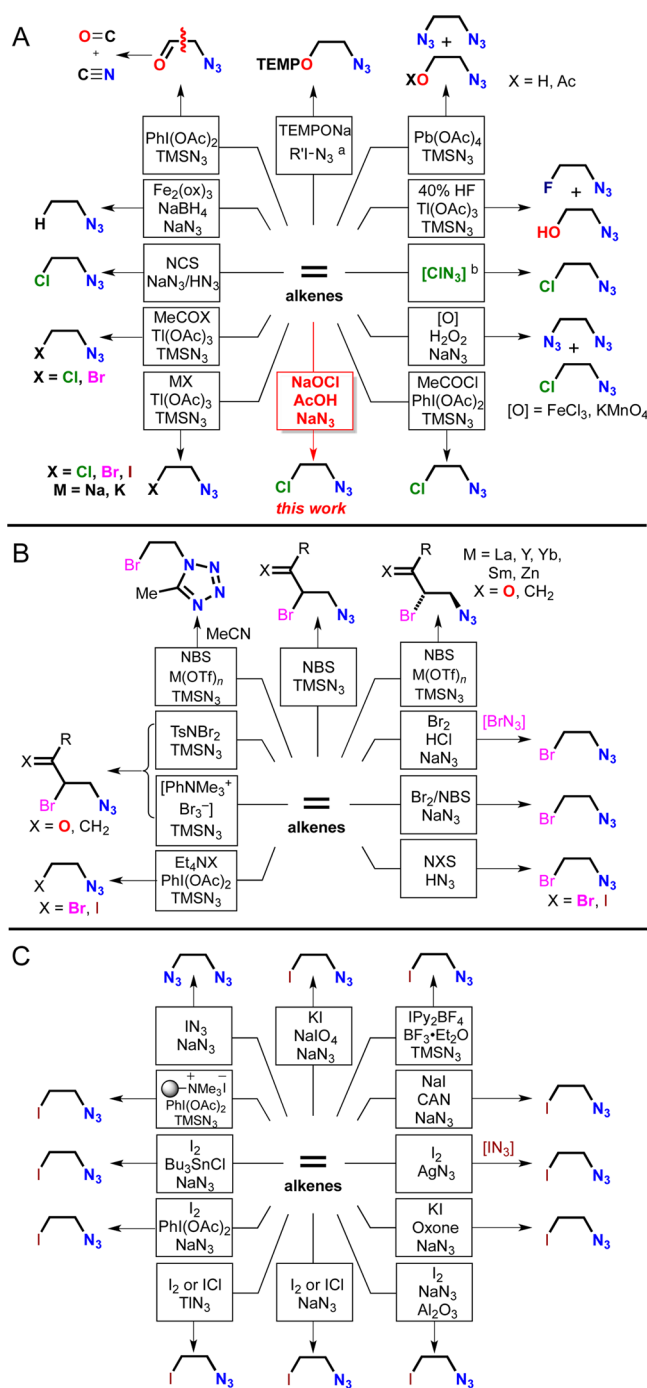 A
O=C
+
C≡N
O
N3
TEMPO
N3
N3 + N3
XO
N3
X = H, Ac
PhI(OAc)2
TMSN3
TEMPONa
R'I-N3 a
Pb(OAc)4
TMSN3
H
N3
Fe2(ox)3
NaBH4
NaN3
40% HF
Tl(OAc)3
TMSN3
F
N3
+
HO
N3
Cl
N3
NCS
NaN3/HN3
alkenes
[ClN3] b
Cl
N3
X
N3
X = Cl, Br
MeCOX
Tl(OAc)3
TMSN3
[O]
H2O2
NaN3
N3 N3
+
Cl
N3
[O] = FeCl3, KMnO4
MX
Tl(OAc)3
TMSN3
NaOCl
AcOH
NaN3
MeCOCl
PhI(OAc)2
TMSN3
X = Cl, Br, I
M = Na, K
X
N3
Cl
N3
this work
Cl
N3
B
Br
N
N
N
N
Me
MeCN
X
R
Br
N3
X
R
Br
N3
M = La, Y, Yb,
Sm, Zn
X = O, CH2
NBS
M(OTf)n
TMSN3
NBS
TMSN3
NBS
M(OTf)n
TMSN3
X
R
Br
N3
X = O, CH2
TsNBr2
TMSN3
[PhNMe3+
Br3–]
TMSN3
alkenes
Br2
HCl
NaN3
[BrN3]
Br
N3
Br2/NBS
NaN3
Br
N3
X
N3
X = Br, I
Et4NX
PhI(OAc)2
TMSN3
NXS
HN3
Br
N3
X = Br, I
C
N3 N3
I
N3
I
N3
IN3
NaN3
KI
NaIO4
NaN3
IPy2BF4
BF3•Et2O
TMSN3
I
N3
+ –
NMe3I
PhI(OAc)2
TMSN3
NaI
CAN
NaN3
I
N3
I
N3
I2
Bu3SnCl
NaN3
alkenes
I2
AgN3
[IN3]
I
N3
I
N3
I2
PhI(OAc)2
NaN3
KI
Oxone
NaN3
I
N3
I2 or ICl
TlN3
I2 or ICl
NaN3
I2
NaN3
Al2O3
I
N3
I
N3
I
N3